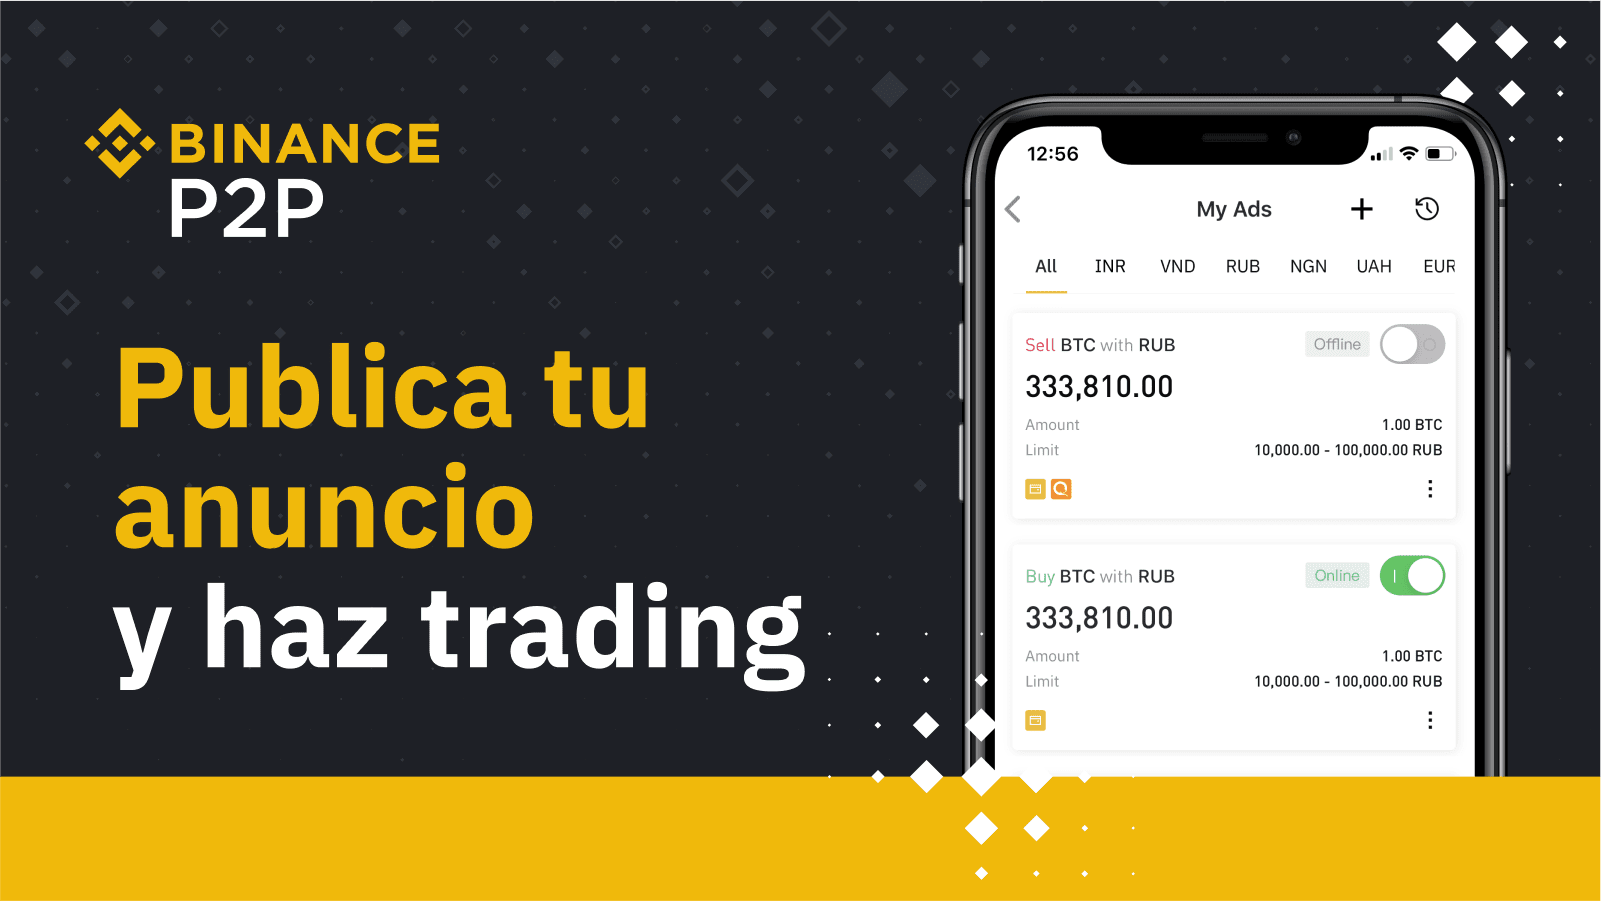 BINANCE
P2P
Publica tu
anuncio
y haz trading
12:56
My Ads
All INR VND RUB NGN UAH EUR
Sell BTC with RUB Offline
333,810.00
Amount 1.00 BTC
Limit 10,000.00 - 100,000.00 RUB
Buy BTC with RUB Online
333,810.00
Amount 1.00 BTC
Limit 10,000.00 - 100,000.00 RUB